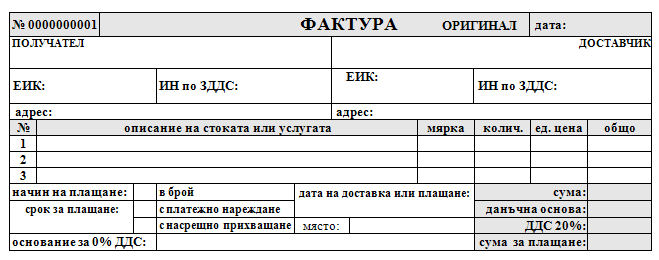 № 0000000001 ФАКТУРА ОРИГИНАЛ дата:
ПОЛУЧАТЕЛ ДОСТАВЧИК
ЕИК: ИН по ЗДДС: ЕИК: ИН по ЗДДС:
адрес: адрес:
№ описание на стоката или услугата мярка колич. ед. цена общо
1
2
3
начин на плащане: в брой дата на доставка или плащане: сума:
срок за плащане: с платежно нареждане данъчна основа:
с насрещно прихващане място: ДДС 20%:
основание за 0% ДДС: сума за плащане: